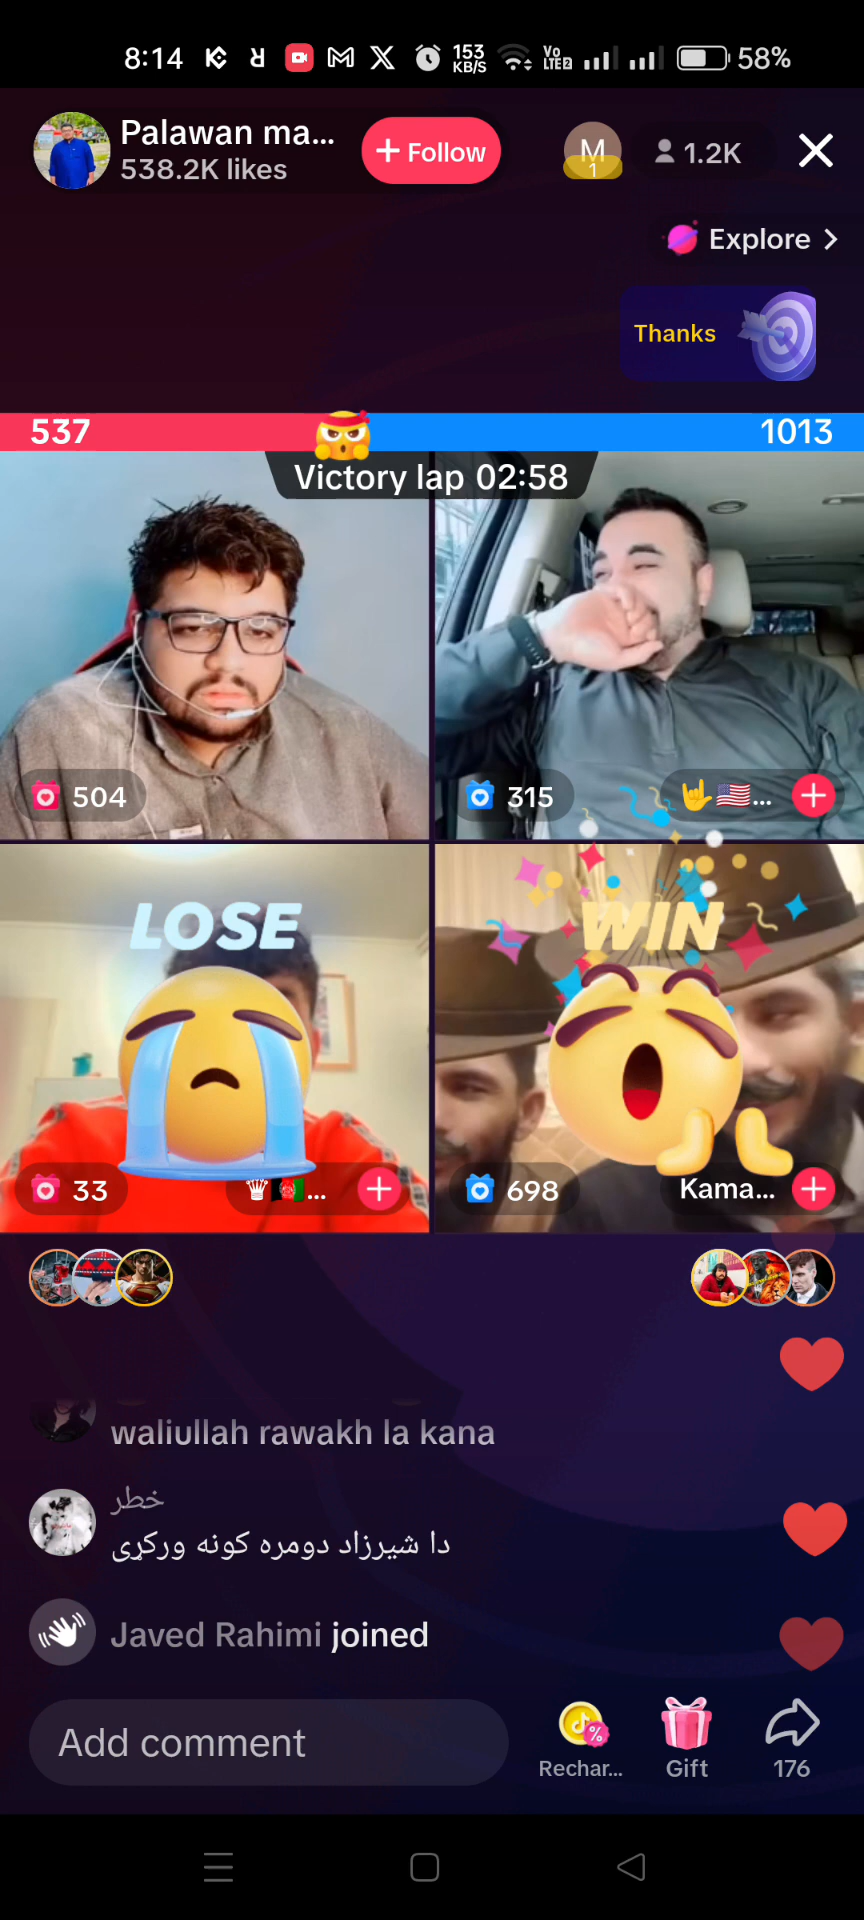 8:14
153
KB/S
Vo
LTE2
58%
Palawan ma...
538.2K likes
+ Follow
M
1
1.2K
Explore
Thanks
537
1013
Victory lap 02:58
504
315
...
LOSE
WIN
33
...
698
Kama...
waliullah rawakh la kana
خطر
دا شیرزاد دومره کونه ورکړی
Javed Rahimi joined
Add comment
Rechar...
Gift
176